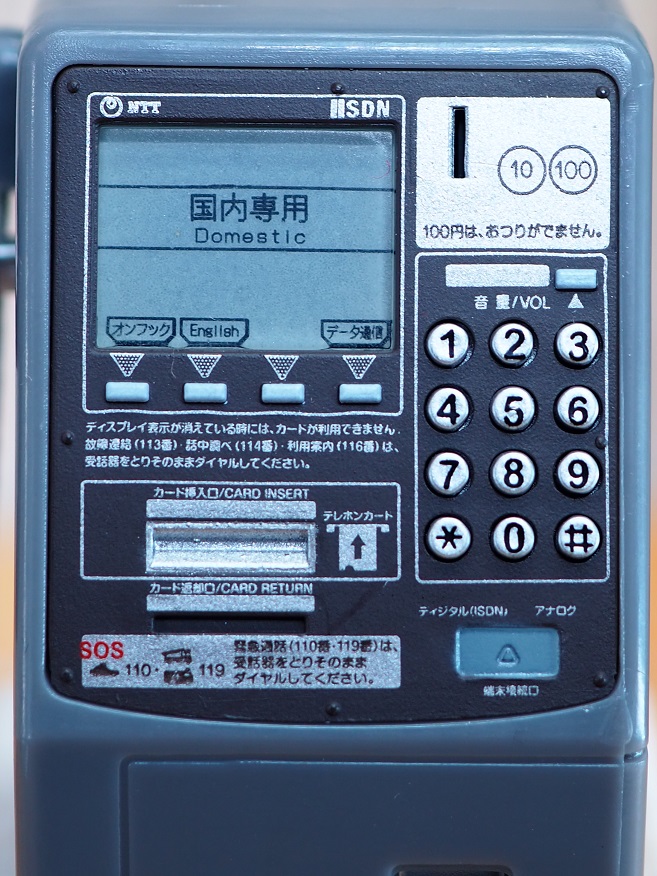 NTT
ISDN
国内専用
Domestic
オンフック
English
データ通信
10
100
100円は、おつりがでません。
音量/VOL
1
2
3
4
5
6
7
8
9
*
0
#
ディスプレイ表示が消えている時には、カードが利用できません.
故障連絡(113番)・話中調べ(114番)・利用案内(116番)は、
受話器をとりそのままダイヤルしてください。
カード挿入口/CARD INSERT
テレホンカード
カード返却口/CARD RETURN
SOS
110・
119
緊急通話(110番・119番)は、
受話器をとりそのまま
ダイヤルしてください。
ディジタル(ISDN)
アナログ
端末接続口